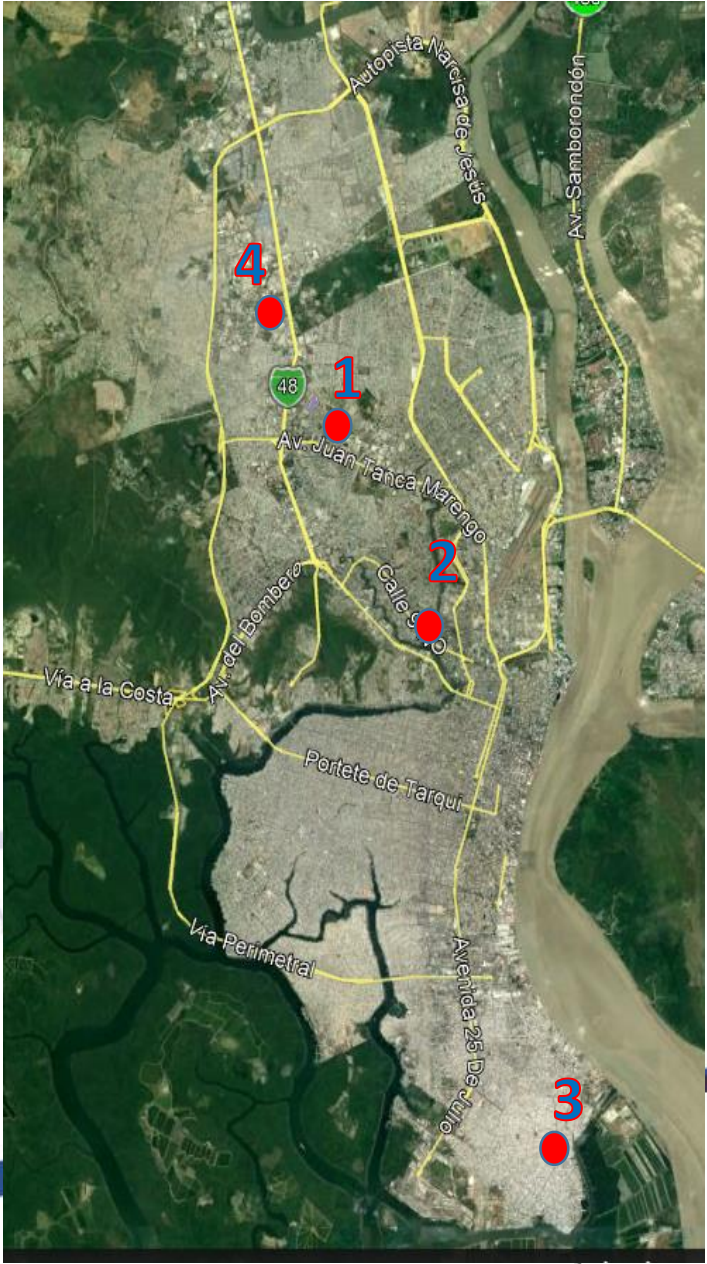 Autopista Narcisa de Jesús
Av. Samborondón
4
1
48
Av. Juan Tanca Marengo
2
Calle
Av. del Bombero
Vía a la Costa
Portete de Tarqui
Vía Perimetral
Avenida 25 De Julio
3